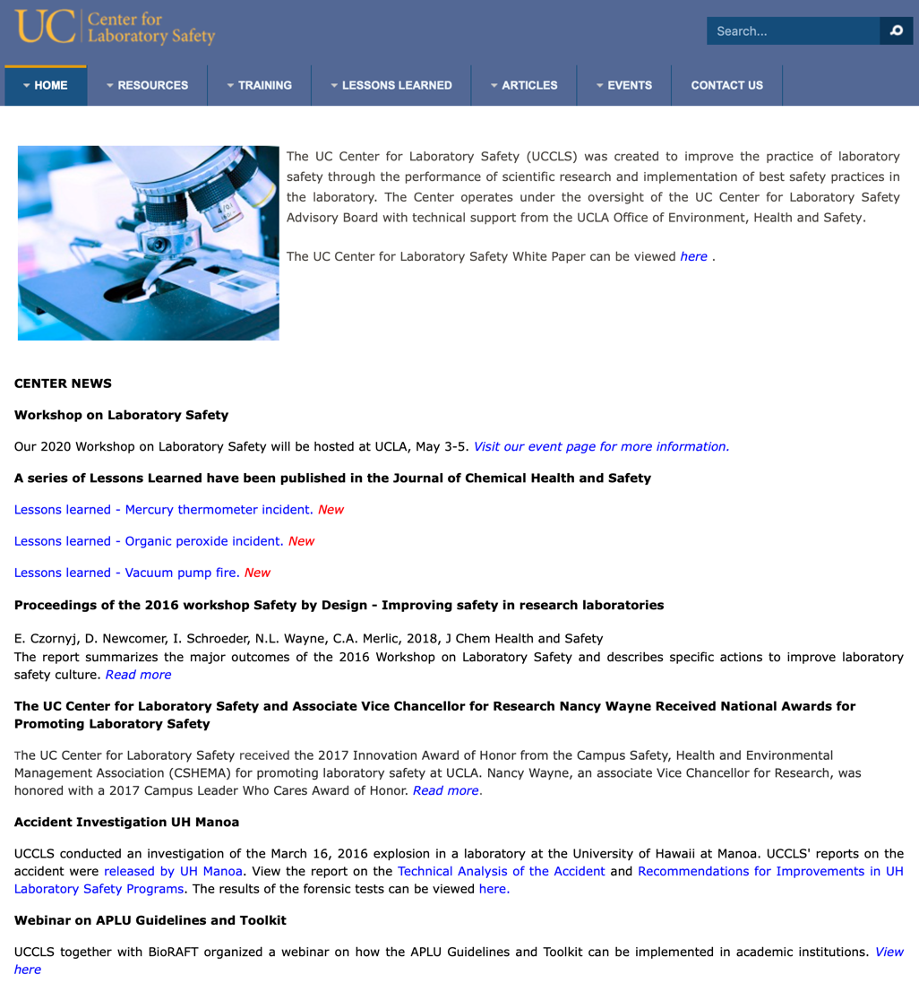 UC Center for
Laboratory Safety
Search...
HOME
RESOURCES
TRAINING
LESSONS LEARNED
ARTICLES
EVENTS
CONTACT US
The UC Center for Laboratory Safety (UCCLS) was created to improve the practice of laboratory
safety through the performance of scientific research and implementation of best safety practices in
the laboratory. The Center operates under the oversight of the UC Center for Laboratory Safety
Advisory Board with technical support from the UCLA Office of Environment, Health and Safety.
The UC Center for Laboratory Safety White Paper can be viewed here .
CENTER NEWS
Workshop on Laboratory Safety
Our 2020 Workshop on Laboratory Safety will be hosted at UCLA, May 3-5. Visit our event page for more information.
A series of Lessons Learned have been published in the Journal of Chemical Health and Safety
Lessons learned - Mercury thermometer incident. New
Lessons learned - Organic peroxide incident. New
Lessons learned - Vacuum pump fire. New
Proceedings of the 2016 workshop Safety by Design - Improving safety in research laboratories
E. Czornyj, D. Newcomer, I. Schroeder, N.L. Wayne, C.A. Merlic, 2018, J Chem Health and Safety
The report summarizes the major outcomes of the 2016 Workshop on Laboratory Safety and describes specific actions to improve laboratory
safety culture. Read more
The UC Center for Laboratory Safety and Associate Vice Chancellor for Research Nancy Wayne Received National Awards for
Promoting Laboratory Safety
The UC Center for Laboratory Safety received the 2017 Innovation Award of Honor from the Campus Safety, Health and Environmental
Management Association (CSHEMA) for promoting laboratory safety at UCLA. Nancy Wayne, an associate Vice Chancellor for Research, was
honored with a 2017 Campus Leader Who Cares Award of Honor. Read more.
Accident Investigation UH Manoa
UCCLS conducted an investigation of the March 16, 2016 explosion in a laboratory at the University of Hawaii at Manoa. UCCLS' reports on the
accident were released by UH Manoa. View the report on the Technical Analysis of the Accident and Recommendations for Improvements in UH
Laboratory Safety Programs. The results of the forensic tests can be viewed here.
Webinar on APLU Guidelines and Toolkit
UCCLS together with BioRAFT organized a webinar on how the APLU Guidelines and Toolkit can be implemented in academic institutions. View
here